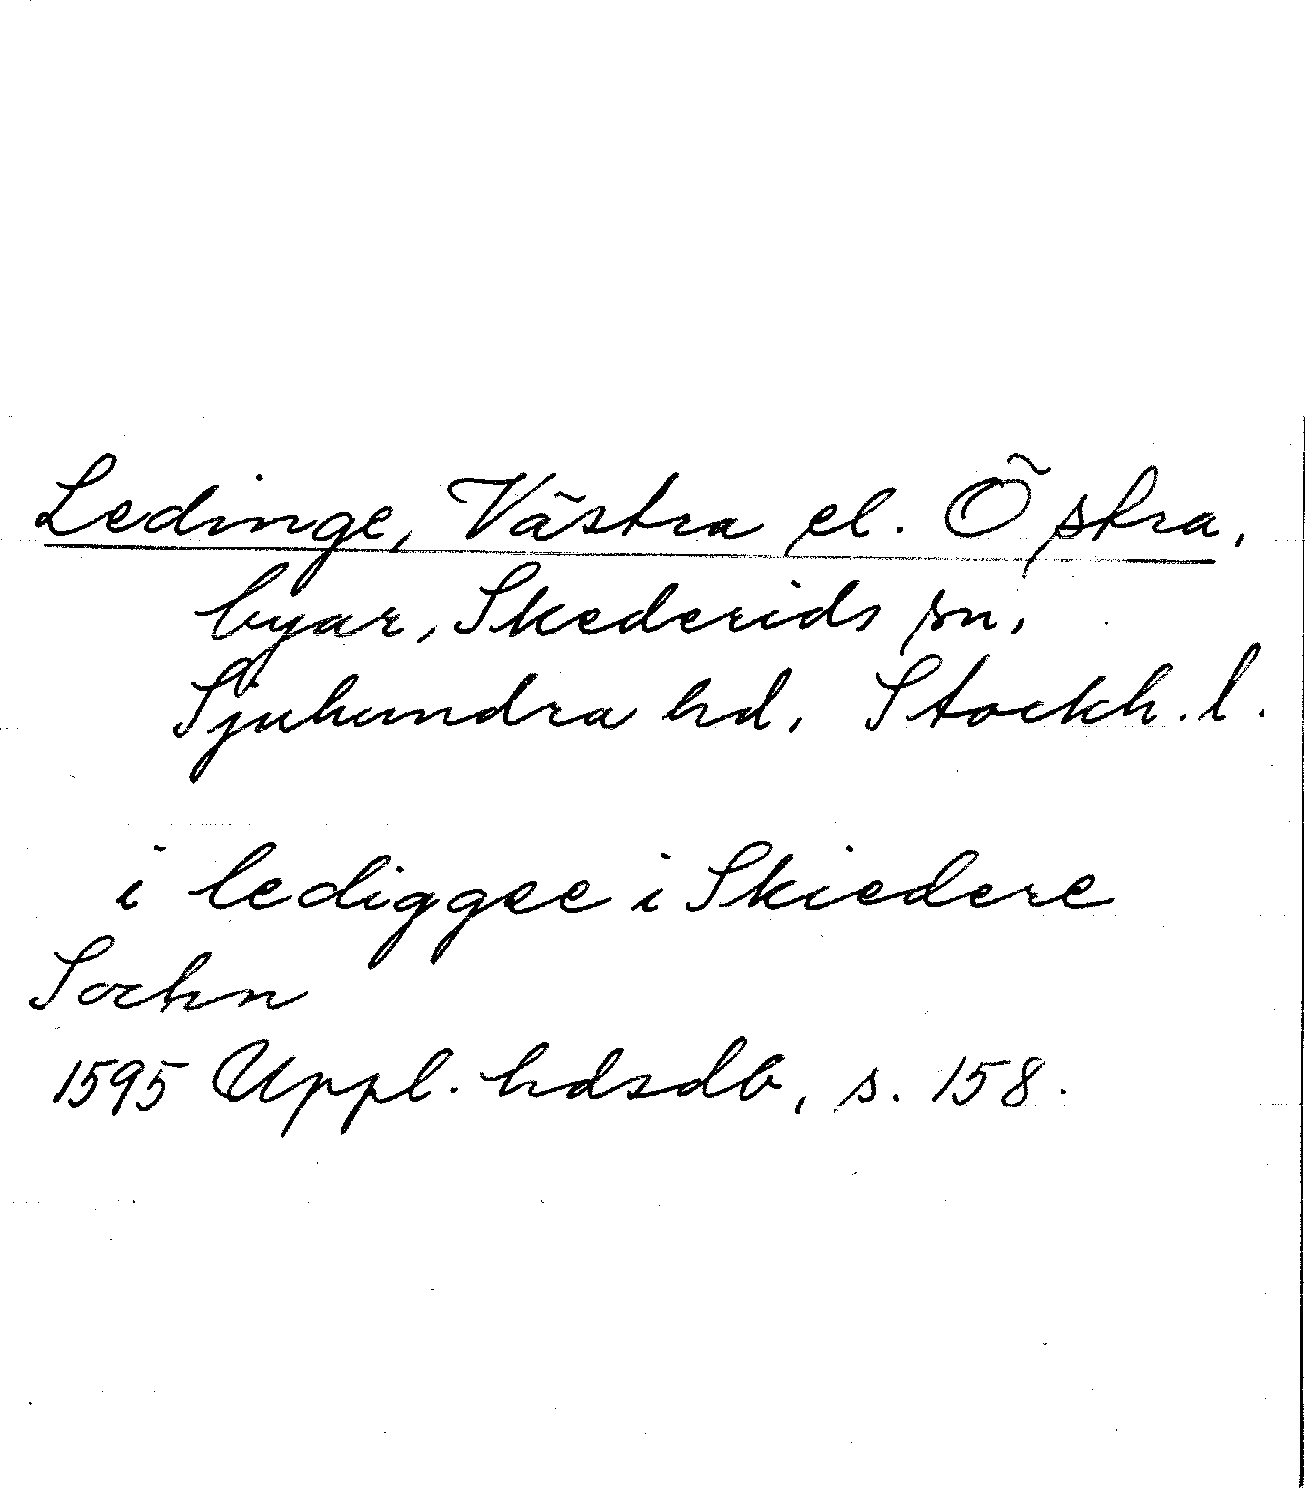 Ledinge, Västra el. Östra,
byar, Skederids sn,
Sjuhundra hd, Stockh. l.
i lediggee i Skiedere
Sochn
1595 Uppl. hdsdb, s. 158.